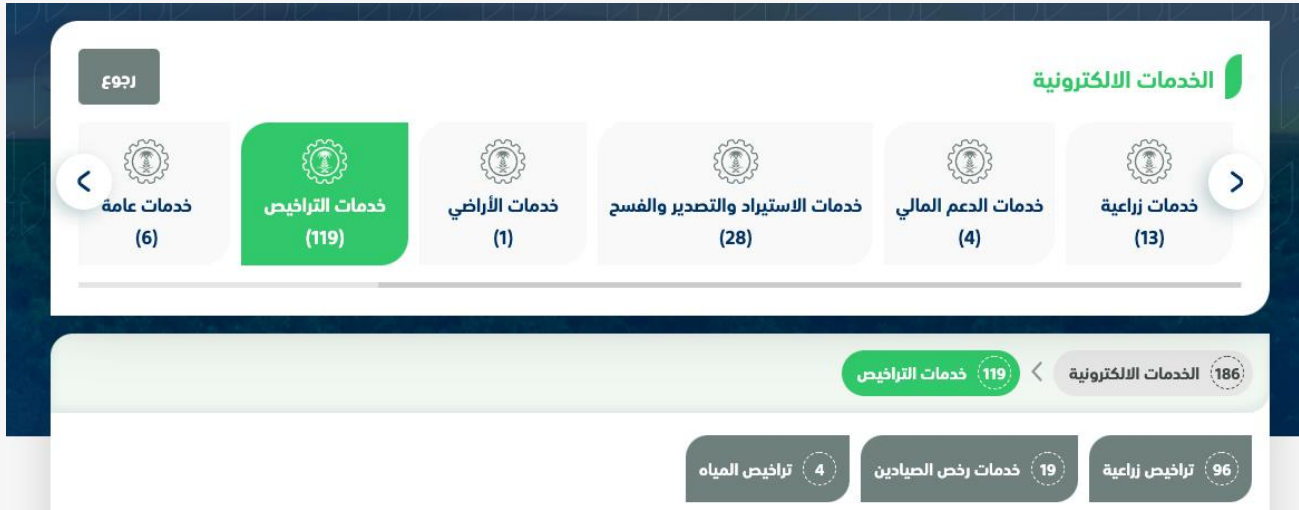 الخدمات الالكترونية
رجوع
خدمات زراعية
(13)
خدمات الدعم المالي
(4)
خدمات الاستيراد والتصدير والفسح
(28)
خدمات الأراضي
(1)
خدمات التراخيص
(119)
خدمات عامة
(6)
186 الخدمات الالكترونية
119 خدمات التراخيص
96 تراخيص زراعية
19 خدمات رخص الصيادين
4 تراخيص المياه